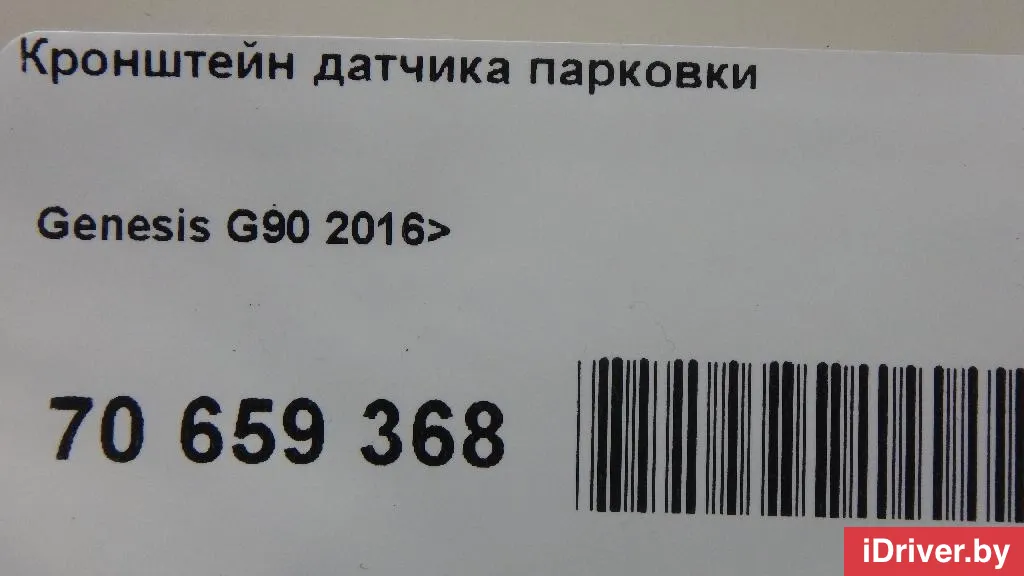 Кронштейн датчика парковки
Genesis G90 2016>
70 659 368
iDriver.by